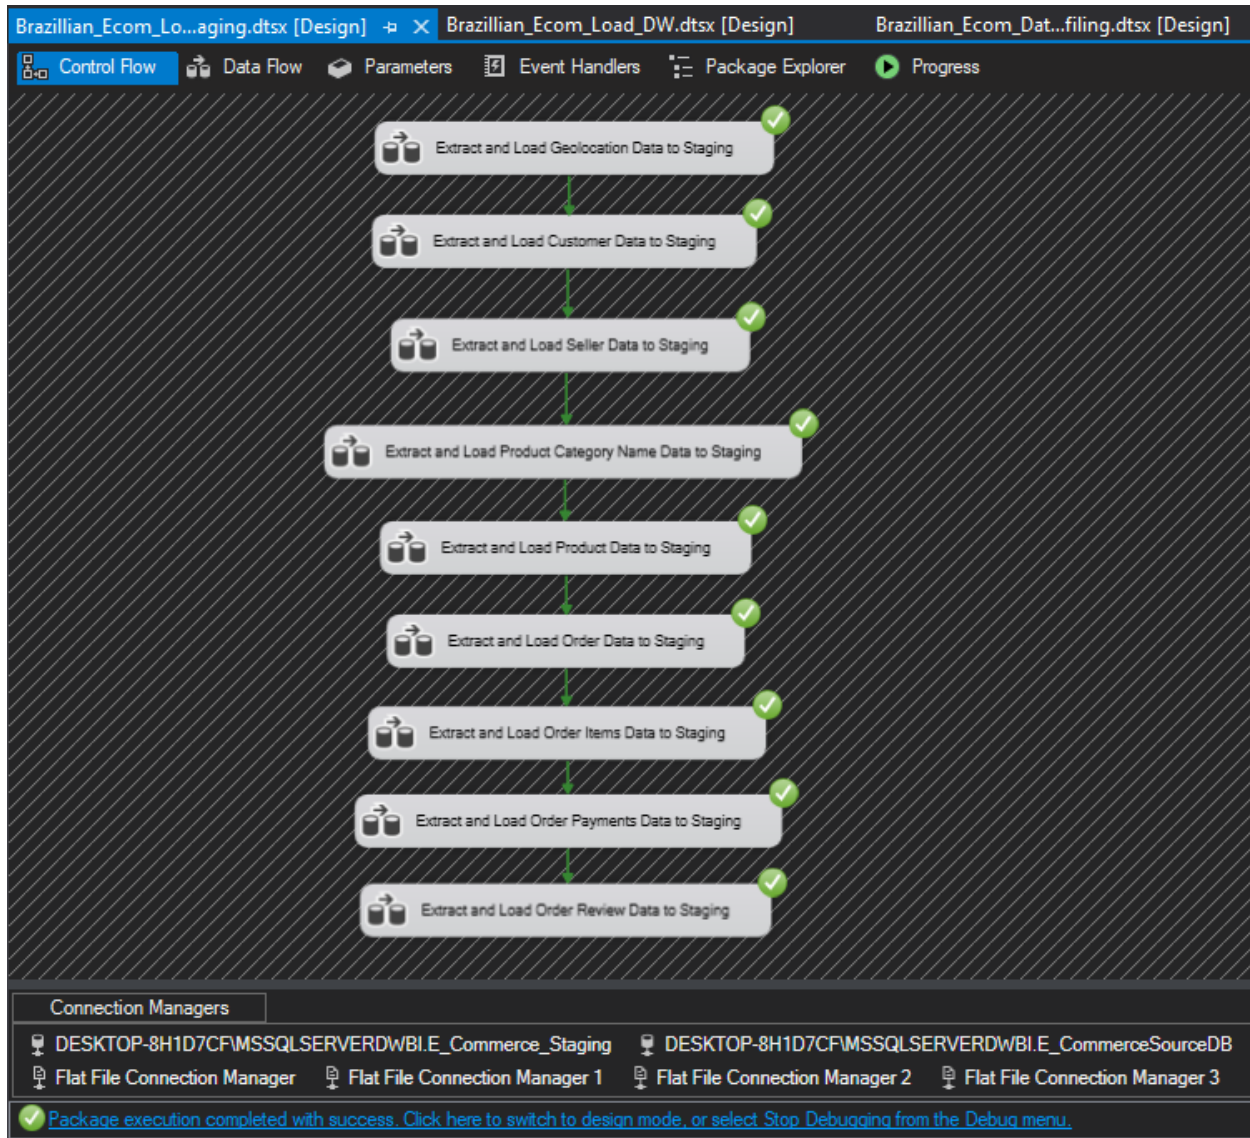 Brazillian_Ecom_Lo...aging.dtsx [Design] Brazillian_Ecom_Load_DW.dtsx [Design] Brazillian_Ecom_Dat...filing.dtsx [Design]
Control Flow Data Flow Parameters Event Handlers Package Explorer Progress
Extract and Load Geolocation Data to Staging
Extract and Load Customer Data to Staging
Extract and Load Seller Data to Staging
Extract and Load Product Category Name Data to Staging
Extract and Load Product Data to Staging
Extract and Load Order Data to Staging
Extract and Load Order Items Data to Staging
Extract and Load Order Payments Data to Staging
Extract and Load Order Review Data to Staging
Connection Managers
DESKTOP-8H1D7CF\MSSQLSERVERDWBI.E_Commerce_Staging DESKTOP-8H1D7CF\MSSQLSERVERDWBI.E_CommerceSourceDB
Flat File Connection Manager Flat File Connection Manager 1 Flat File Connection Manager 2 Flat File Connection Manager 3
Package execution completed with success. Click here to switch to design mode, or select Stop Debugging from the Debug menu.